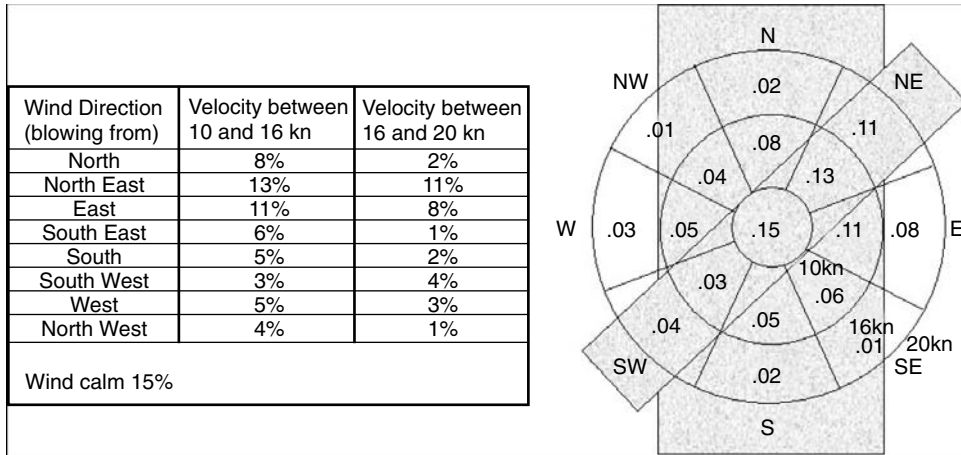 Wind Direction (blowing from) Velocity between 10 and 16 kn Velocity between 16 and 20 kn
North 8% 2%
North East 13% 11%
East 11% 8%
South East 6% 1%
South 5% 2%
South West 3% 4%
West 5% 3%
North West 4% 1%
Wind calm 15%
N
NW NE
.02
.01 .11
.08
.04 .13
W .03 .05 .15 .11 .08 E
10kn
.03 .06
.04 .05 16kn
.01 20kn
SW SE
.02
S